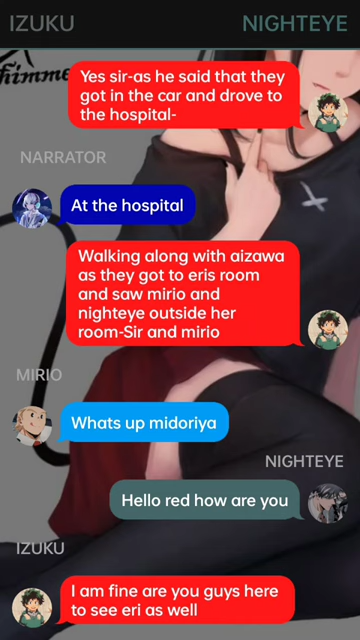 IZUKU
NIGHTEYE
himme
Yes sir-as he said that they
got in the car and drove to
the hospital-
NARRATOR
At the hospital
Walking along with aizawa
as they got to eris room
and saw mirio and
nighteye outside her
room-Sir and mirio
MIRIO
Whats up midoriya
NIGHTEYE
Hello red how are you
IZUKU
I am fine are you guys here
to see eri as well